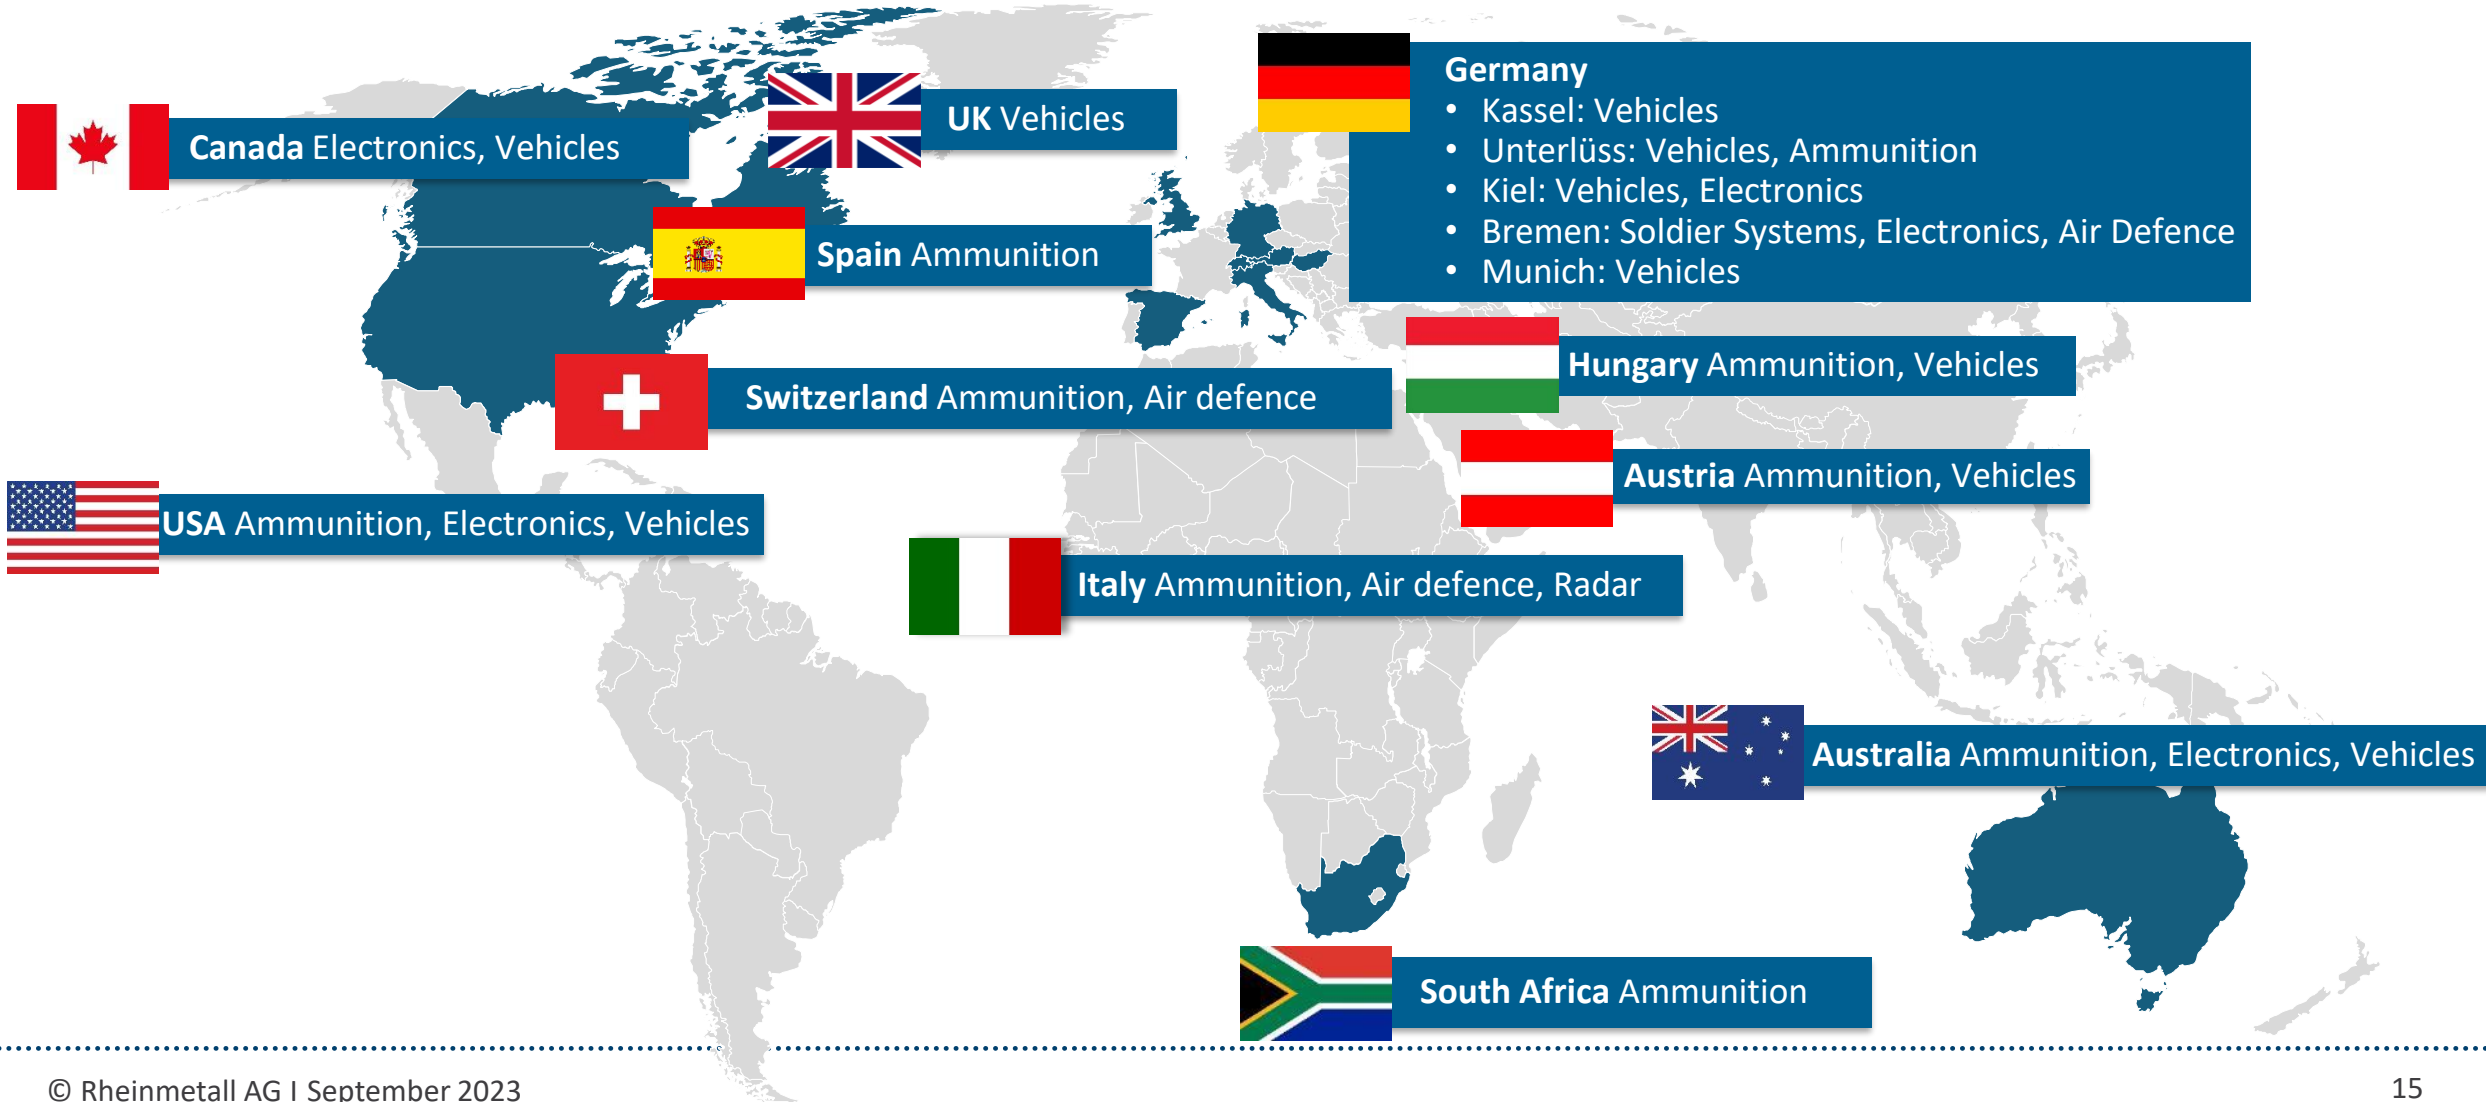 Canada Electronics, Vehicles
UK Vehicles
Germany
• Kassel: Vehicles
• Unterlüss: Vehicles, Ammunition
• Kiel: Vehicles, Electronics
• Bremen: Soldier Systems, Electronics, Air Defence
• Munich: Vehicles
Spain Ammunition
Hungary Ammunition, Vehicles
Switzerland Ammunition, Air defence
Austria Ammunition, Vehicles
USA Ammunition, Electronics, Vehicles
Italy Ammunition, Air defence, Radar
Australia Ammunition, Electronics, Vehicles
South Africa Ammunition
© Rheinmetall AG I September 2023
15